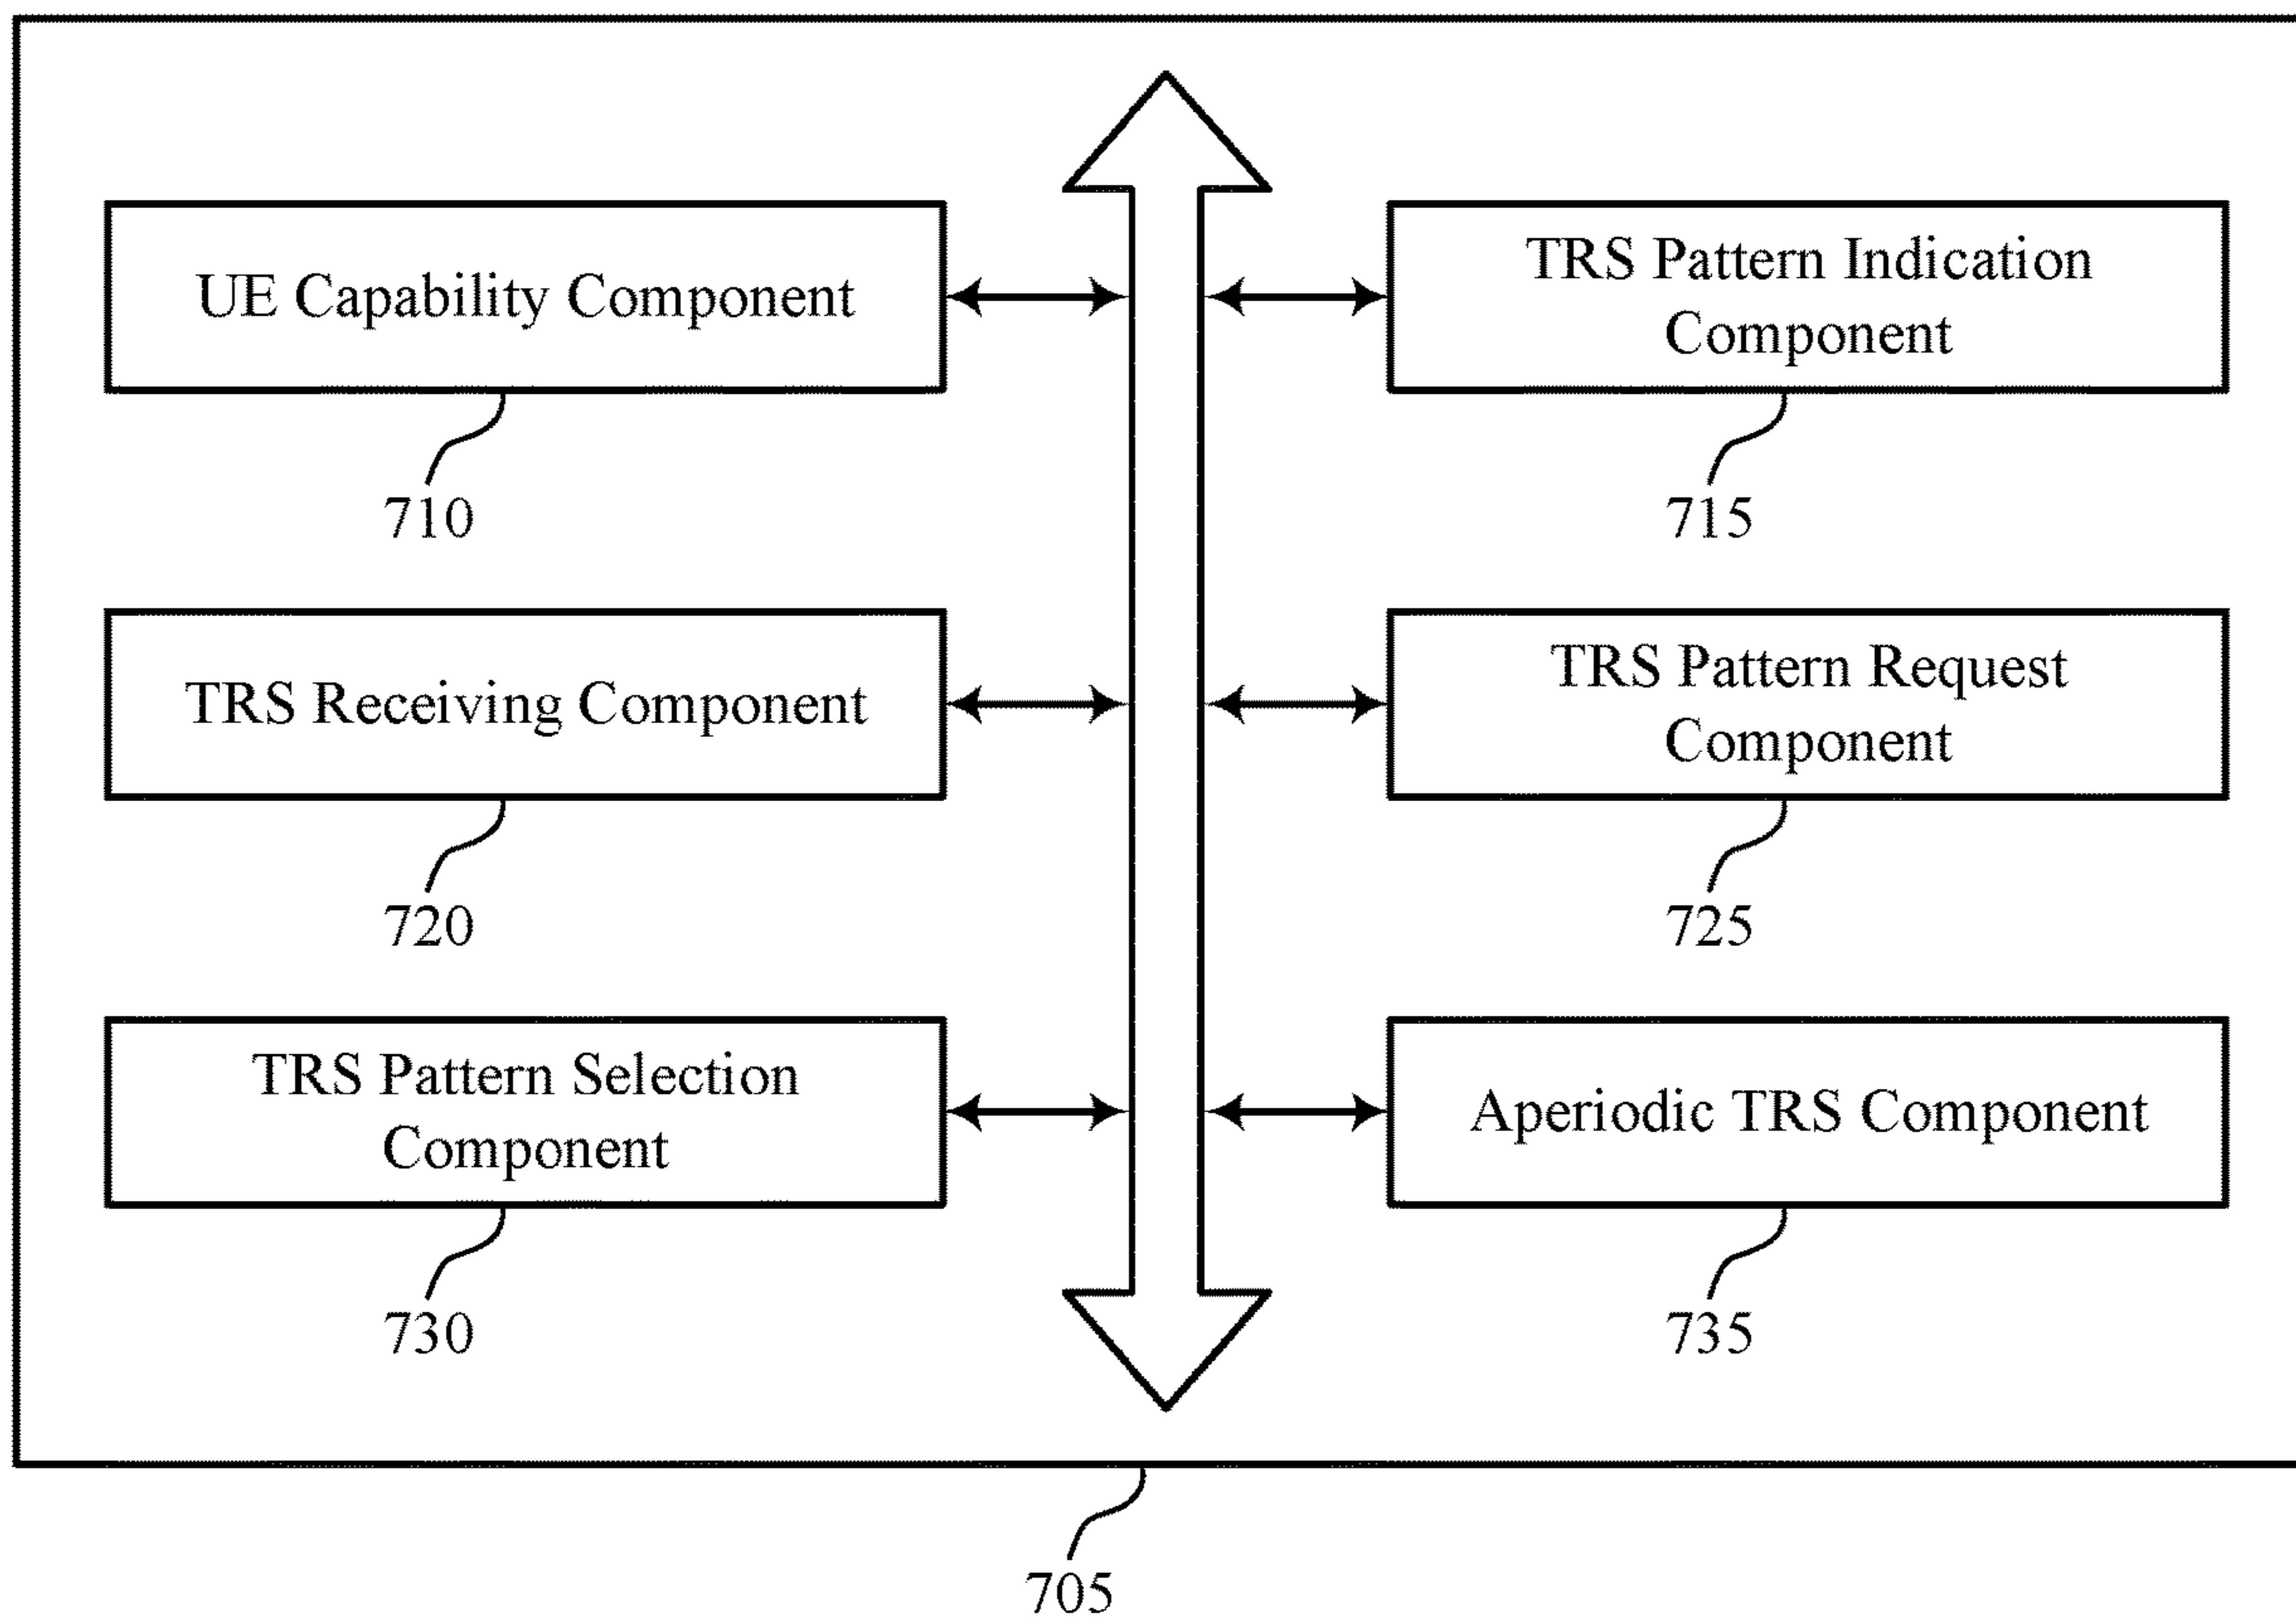 UE Capability Component
710
TRS Pattern Indication
Component
715
TRS Receiving Component
720
TRS Pattern Request
Component
725
TRS Pattern Selection
Component
730
Aperiodic TRS Component
735
705